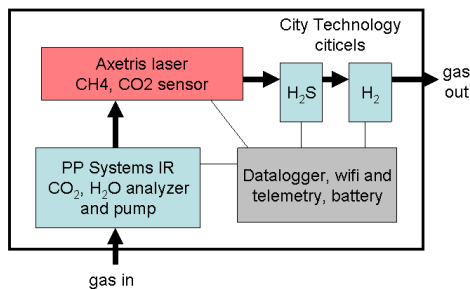 City Technology
citicels
Axetris laser
CH4, CO2 sensor
H₂S
H₂
gas
out
PP Systems IR
CO₂, H₂O analyzer
and pump
Datalogger, wifi and
telemetry, battery
gas in